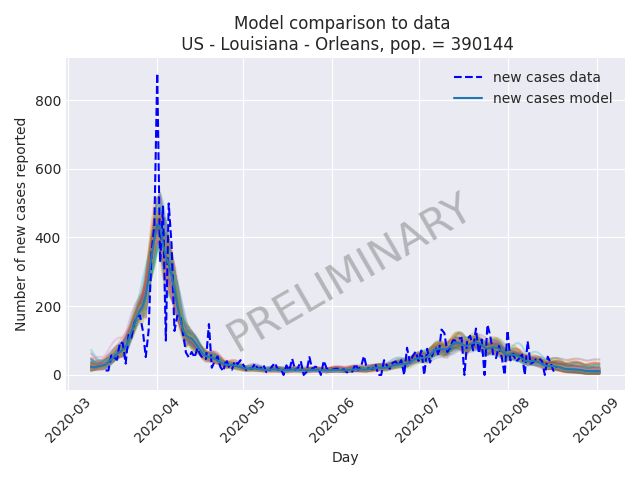 Model comparison to data
US - Louisiana - Orleans, pop. = 390144
Number of new cases reported
800
600
400
200
0
new cases data
new cases model
PRELIMINARY
2020-03
2020-04
2020-05
2020-06
2020-07
2020-08
2020-09
Day